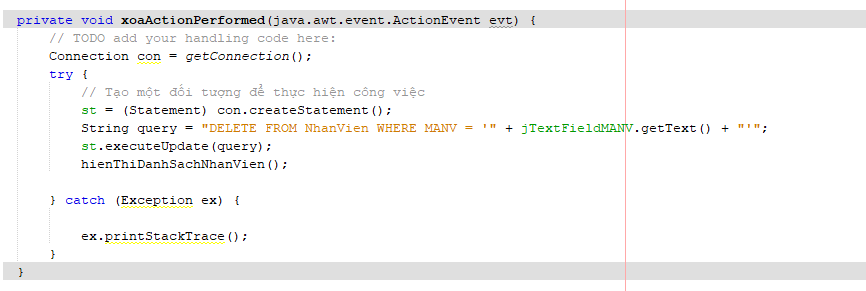 private void xoaActionPerformed(java.awt.event.ActionEvent evt) {
// TODO add your handling code here:
Connection con = getConnection();
try {
// Tạo một đối tượng để thực hiện công việc
st = (Statement) con.createStatement();
String query = "DELETE FROM NhanVien WHERE MANV = '" + jTextFieldMANV.getText() + "'";
st.executeUpdate(query);
hienThiDanhSachNhanVien();
} catch (Exception ex) {
ex.printStackTrace();
}
}